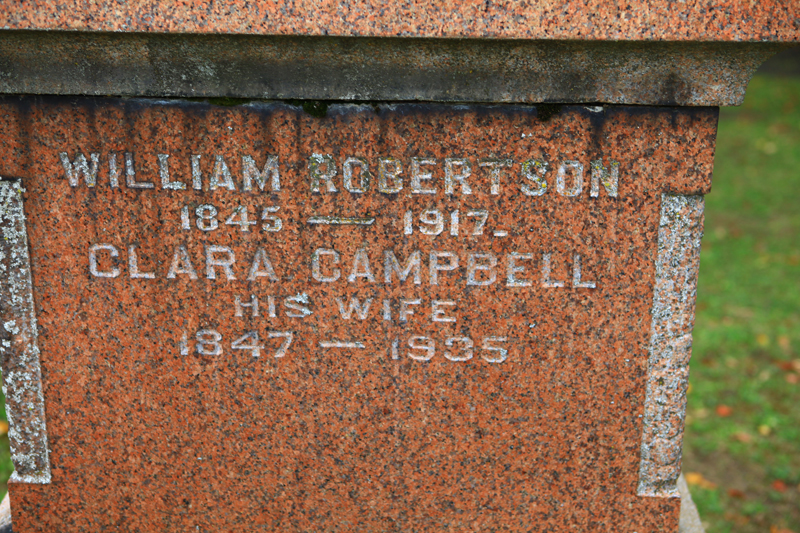 WILLIAM ROBERTSON
1845 — 1917.
CLARA CAMPBELL
HIS WIFE
1847 — 1935